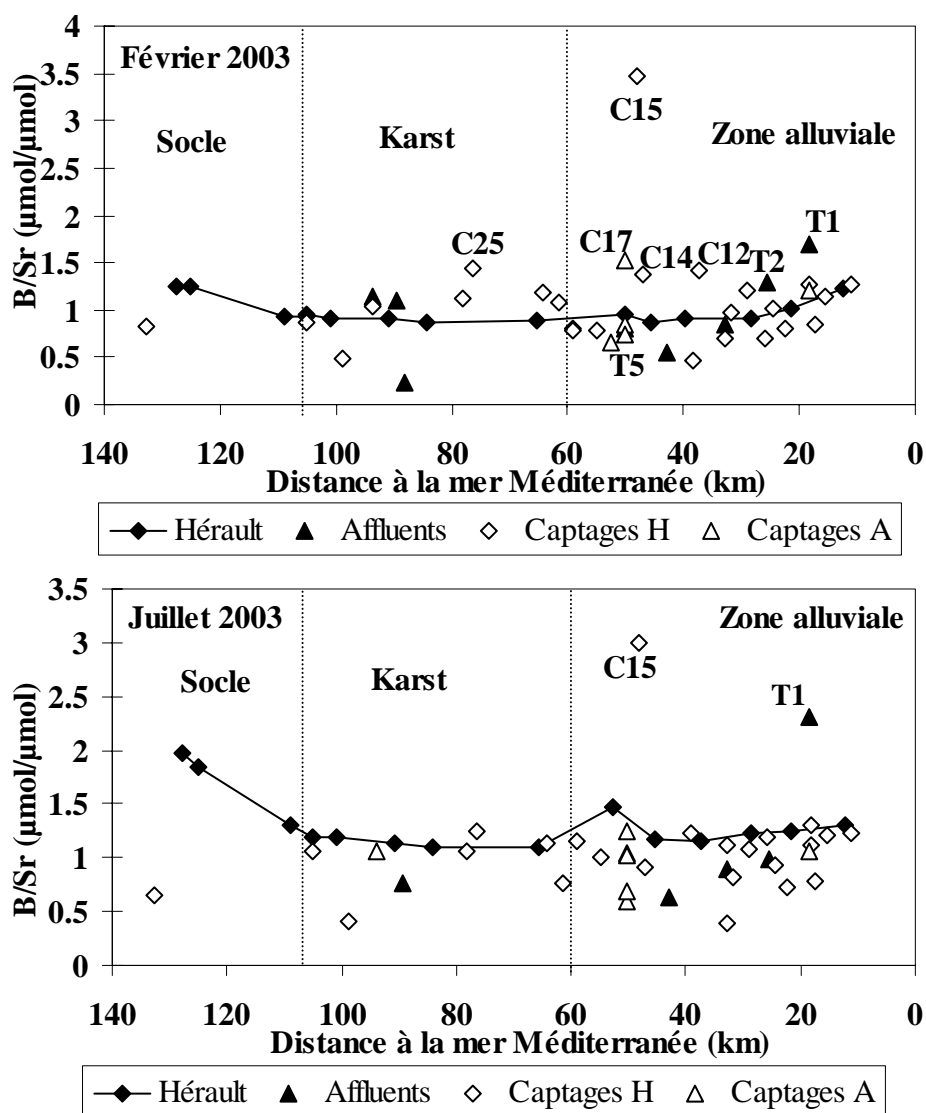 4
Février 2003
3.5
C15
3
Socle
Karst
Zone alluviale
2.5
B/Sr (µmol/µmol)
2
C25
C17
C14
C12
T2
T1
1.5
1
0.5
T5
0
140 120 100 80 60 40 20 0
Distance à la mer Méditerranée (km)
Hérault Affluents Captages H Captages A
3.5
Juillet 2003
Zone alluviale
3
C15
Socle
Karst
T1
2.5
B/Sr (µmol/µmol)
2
1.5
1
0.5
0
140 120 100 80 60 40 20 0
Distance à la mer Méditerranée (km)
Hérault Affluents Captages H Captages A